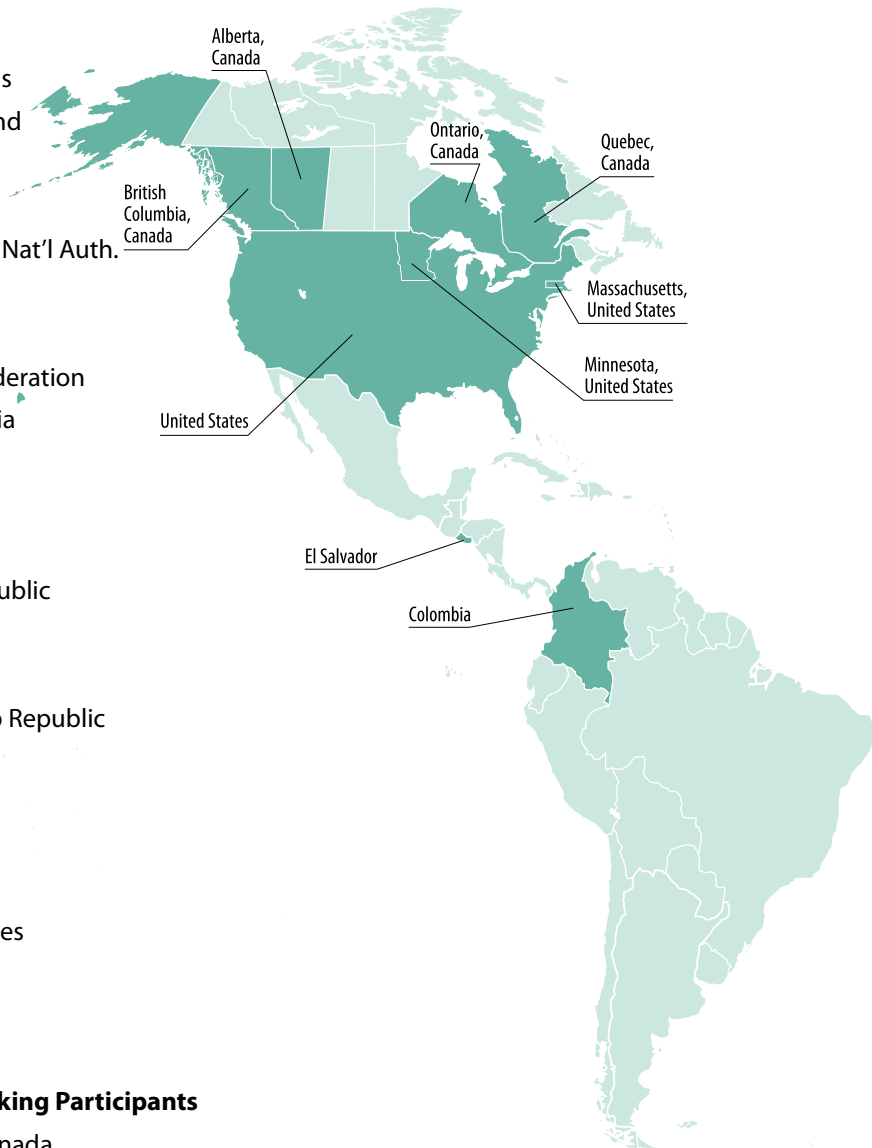 Alberta,
Canada
s
nd
Ontario,
Canada
Quebec,
Canada
British
Columbia,
Canada
Nat’l Auth.
Massachusetts,
United States
Minnesota,
United States
deration
ia
United States
El Salvador
ublic
Colombia
o Republic
es
king Participants
nada